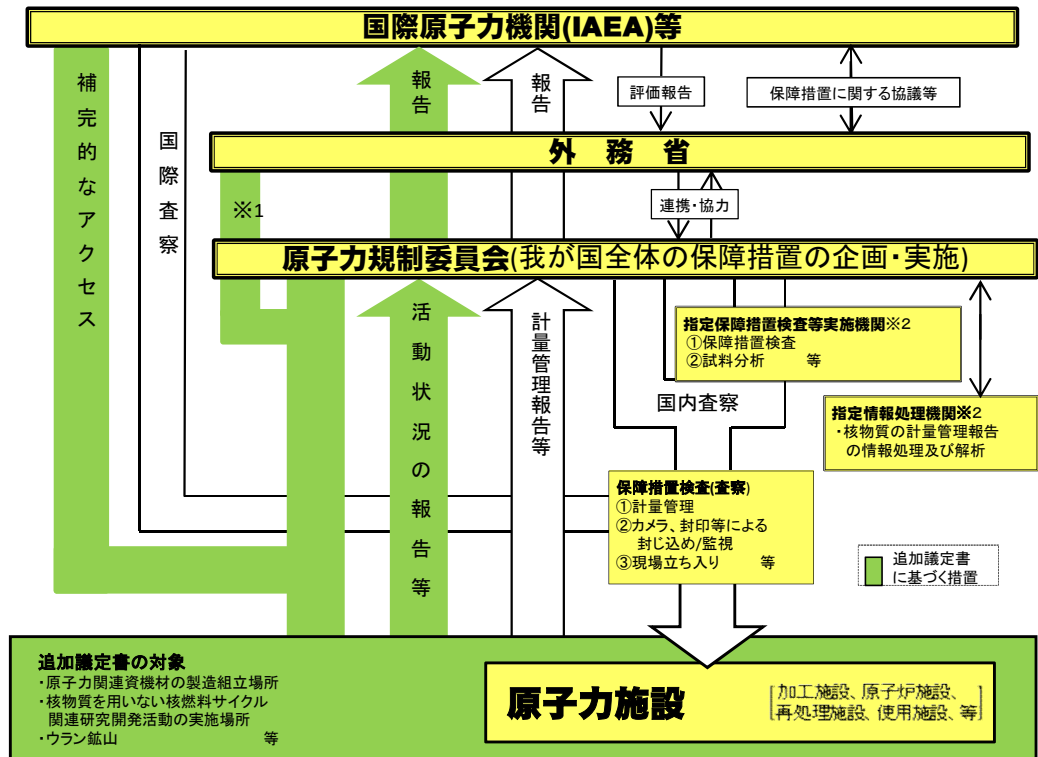 国際原子力機関(IAEA)等
補完的なアクセス
国際査察
報告
報告
評価報告
保障措置に関する協議等
外 務 省
※1
連携・協力
原子力規制委員会(我が国全体の保障措置の企画・実施)
活動状況の報告等
計量管理報告等
指定保障措置検査等実施機関※2
①保障措置検査
②試料分析 等
国内査察
指定情報処理機関※2
・核物質の計量管理報告
の情報処理及び解析
保障措置検査(査察)
①計量管理
②カメラ、封印等による
封じ込め/監視
③現場立ち入り 等
追加議定書
に基づく措置
追加議定書の対象
・原子力関連資機材の製造組立場所
・核物質を用いない核燃料サイクル
関連研究開発活動の実施場所
・ウラン鉱山 等
原子力施設
[加工施設、原子炉施設、
再処理施設、使用施設、等]